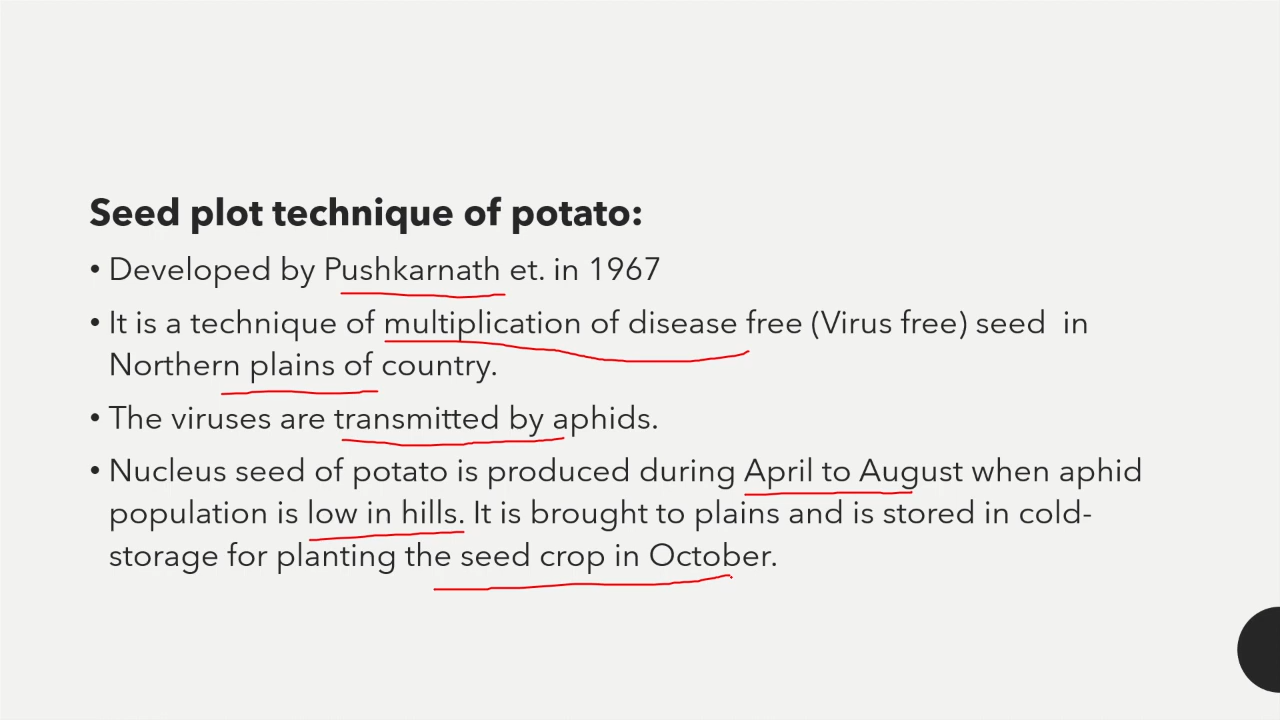 Seed plot technique of potato:
• Developed by Pushkarnath et. in 1967
• It is a technique of multiplication of disease free (Virus free) seed in
Northern plains of country.
• The viruses are transmitted by aphids.
• Nucleus seed of potato is produced during April to August when aphid
population is low in hills. It is brought to plains and is stored in cold-
storage for planting the seed crop in October.